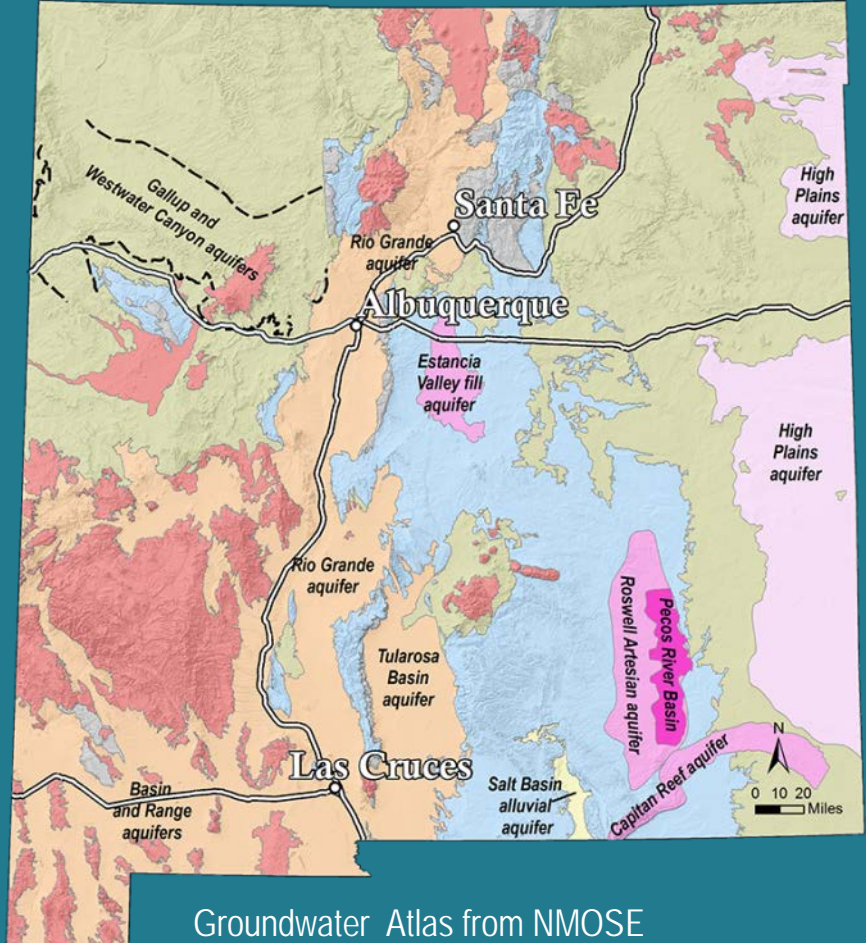 High
Plains
aquifer
Gallup and
Westwater Canyon aquifers
Santa Fe
Rio Grande
aquifer
Albuquerque
Estancia
Valley fill
aquifer
High
Plains
aquifer
Rio Grande
aquifer
Roswell Artesian aquifer
Pecos River Basin
Tularosa
Basin
aquifer
N
Las Cruces
Salt Basin
alluvial
aquifer
Capitan Reef aquifer
0 10 20
Miles
Basin
and Range
aquifers
Groundwater Atlas from NMOSE